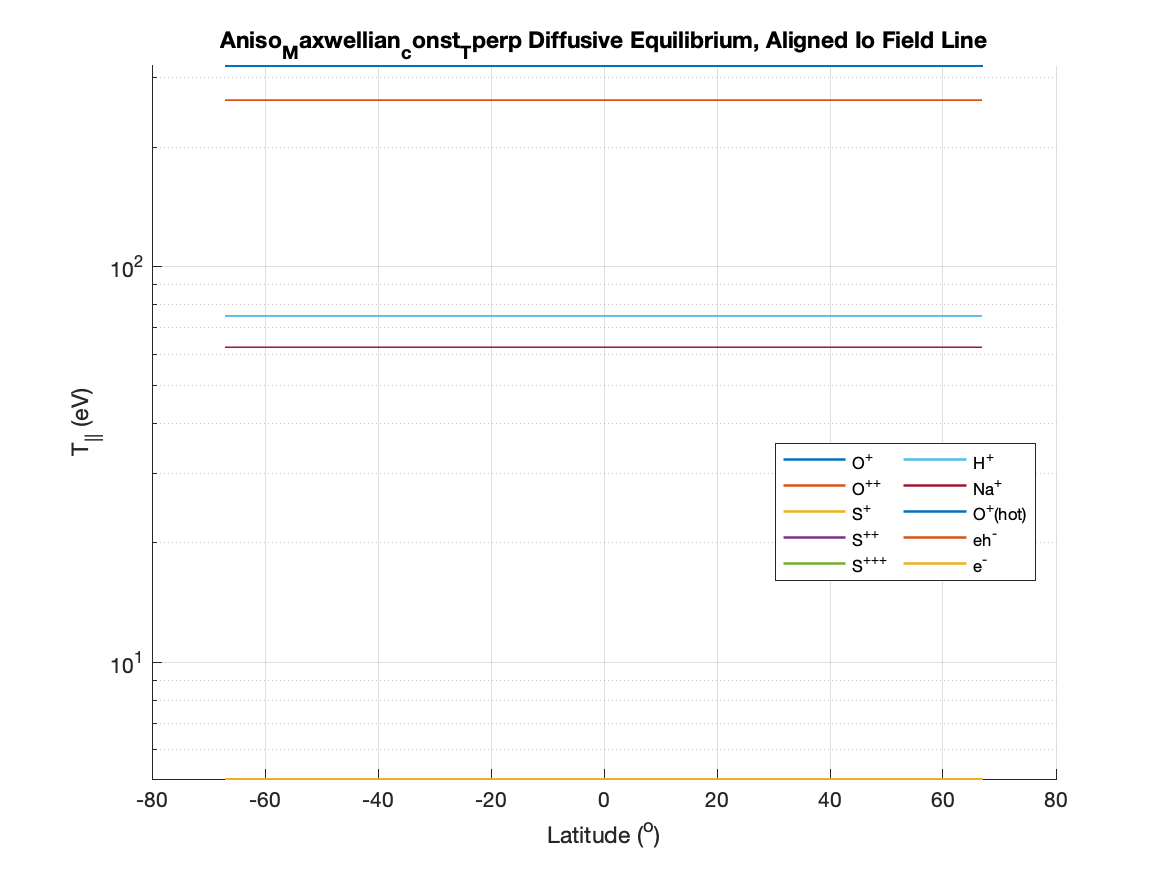 Aniso_Maxwellian_const_Tperp Diffusive Equilibrium, Aligned Io Field Line
T_|| (eV)
10^2
10^1
O^+ H^+
O^++ Na^+
S^+ O^+(hot)
S^++ eh^-
S^+++ e^-
-80 -60 -40 -20 0 20 40 60 80
Latitude (^o)